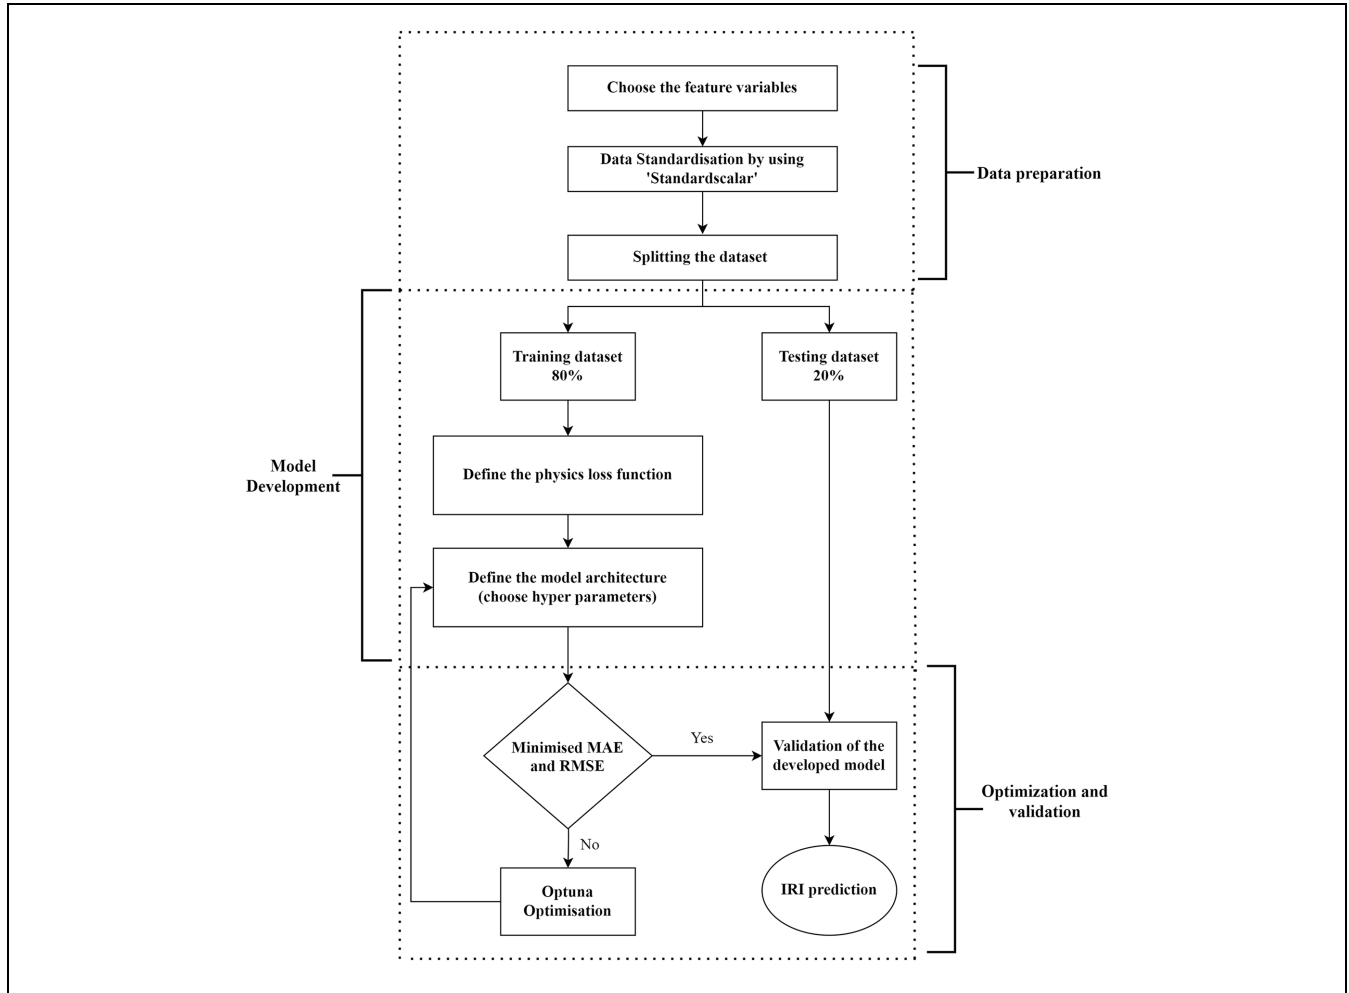 Choose the feature variables
Data Standardisation by using
'Standardscalar'
Data preparation
Splitting the dataset
Training dataset
80%
Testing dataset
20%
Model
Development
Define the physics loss function
Define the model architecture
(choose hyper parameters)
Minimised MAE
and RMSE
Yes
Validation of the
developed model
Optimization and
validation
No
Optuna
Optimisation
IRI prediction